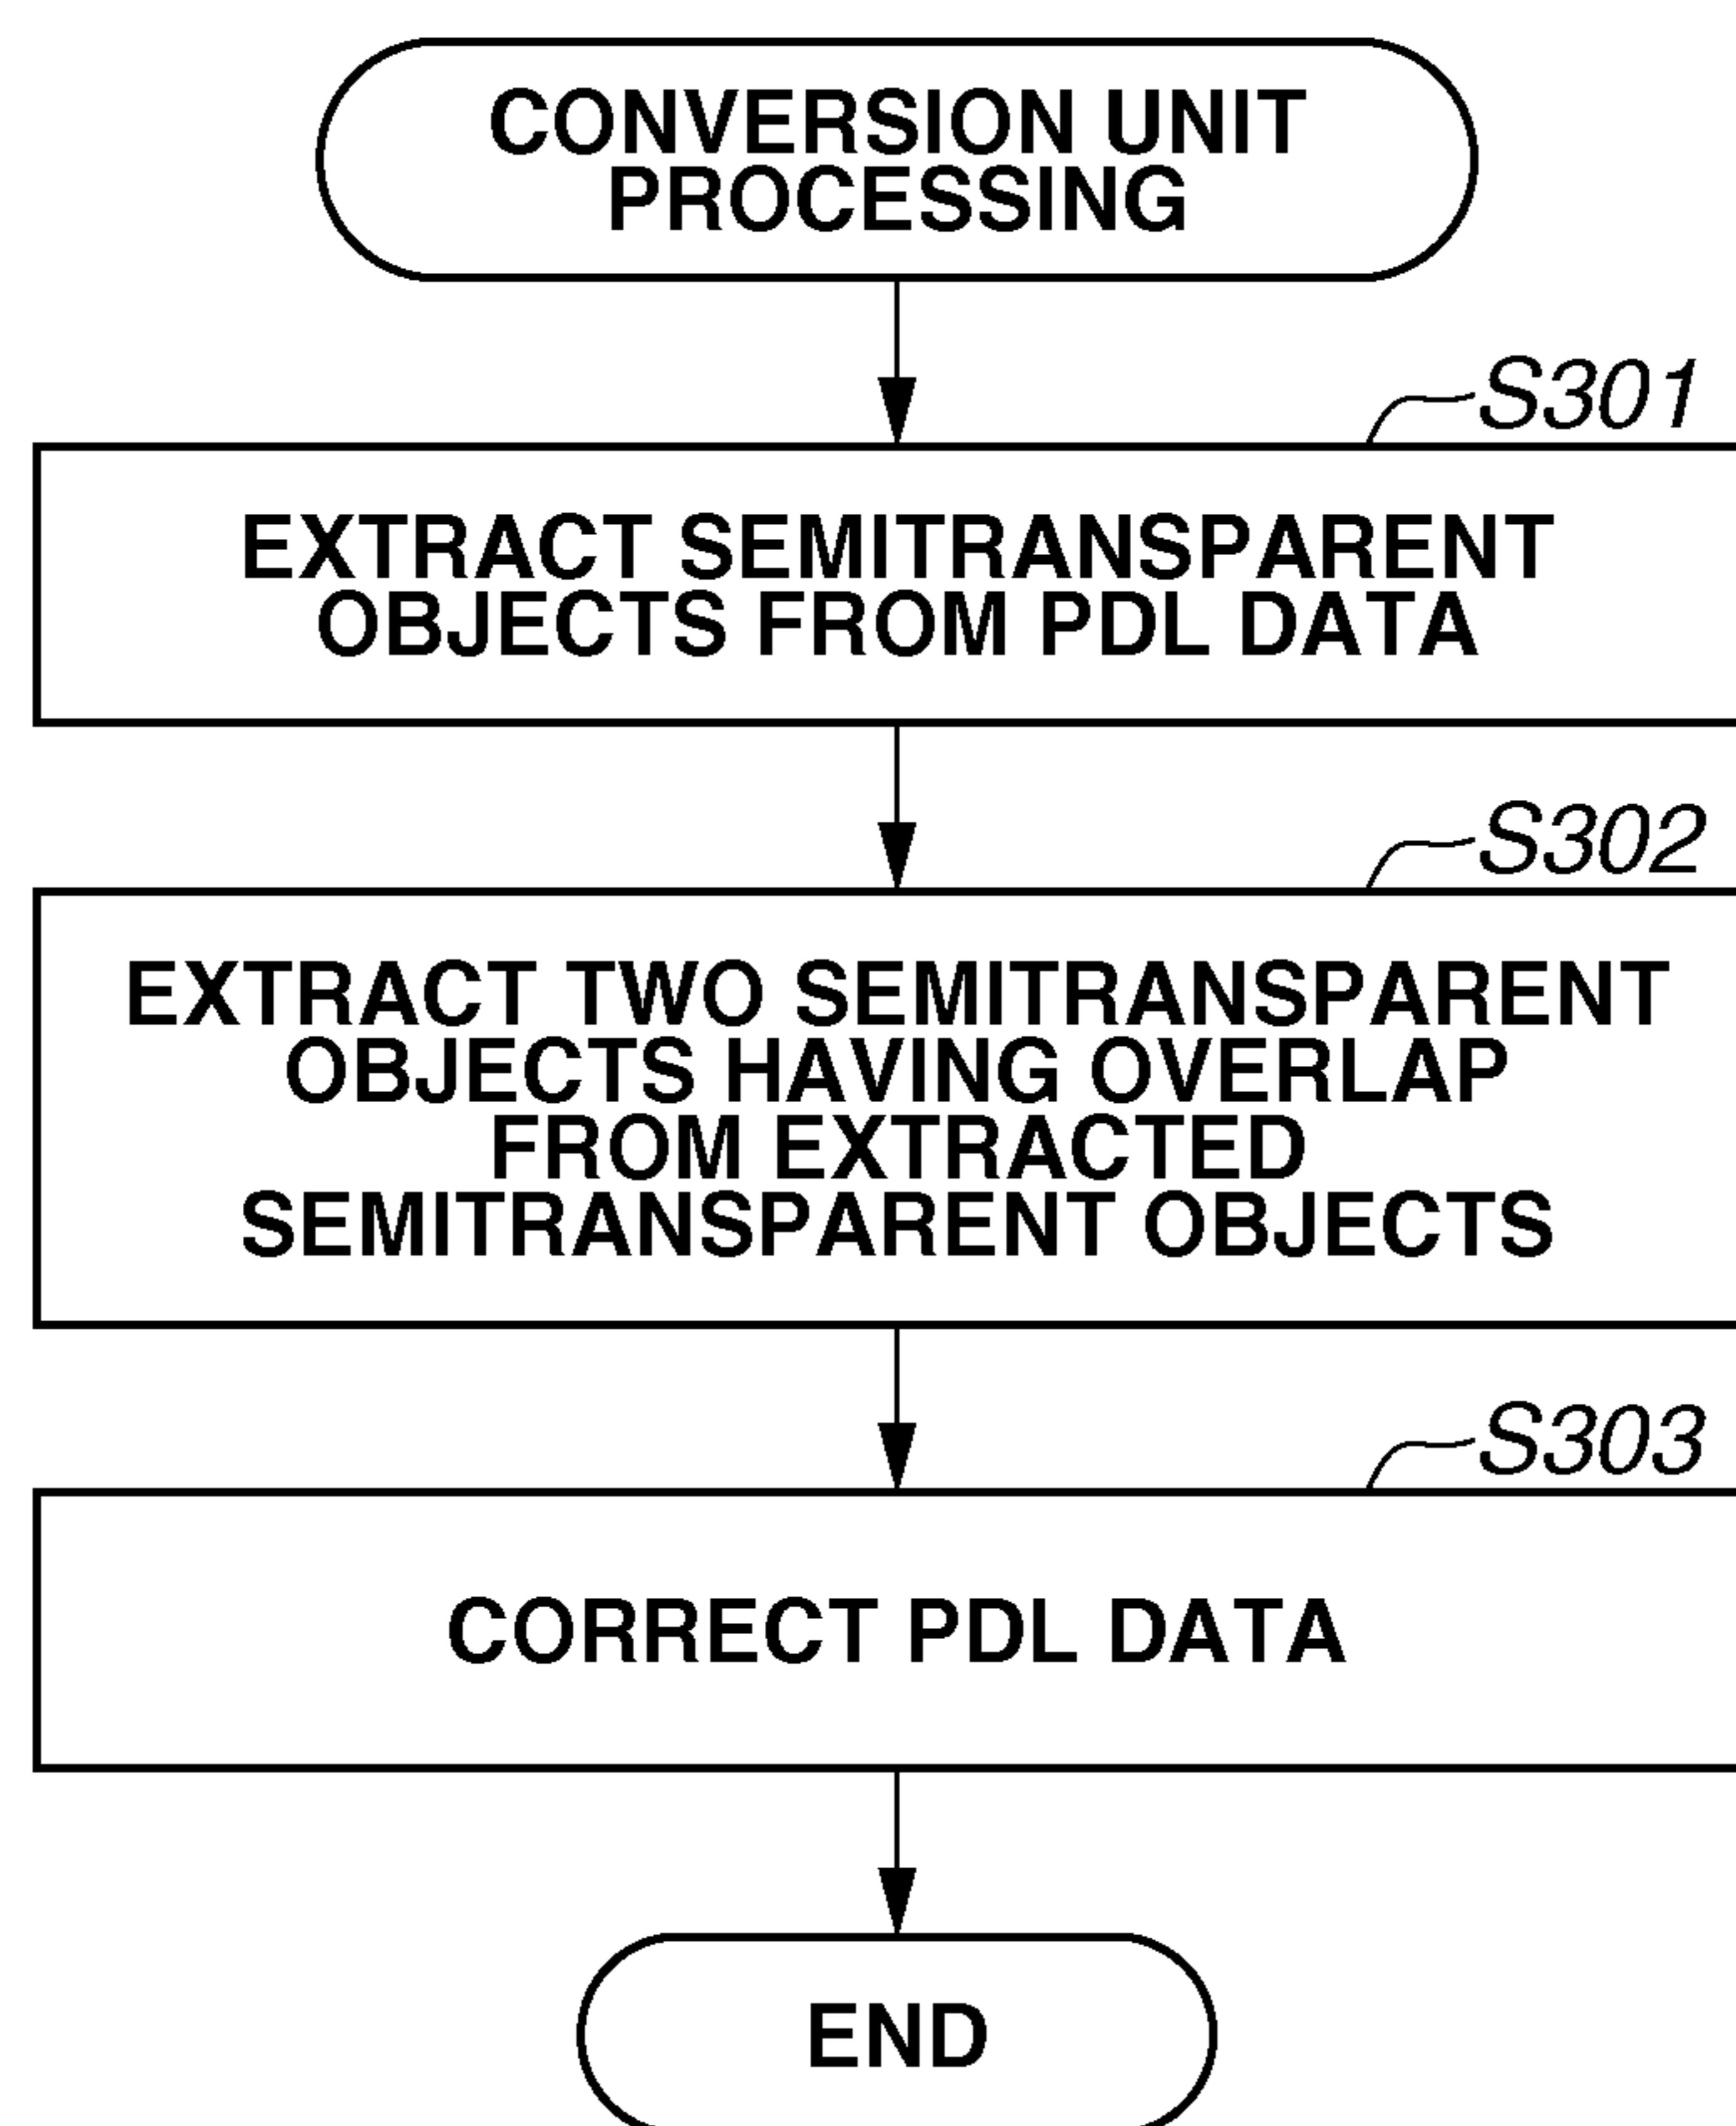 CONVERSION UNIT
PROCESSING
S301
EXTRACT SEMITRANSPARENT
OBJECTS FROM PDL DATA
S302
EXTRACT TWO SEMITRANSPARENT
OBJECTS HAVING OVERLAP
FROM EXTRACTED
SEMITRANSPARENT OBJECTS
S303
CORRECT PDL DATA
END